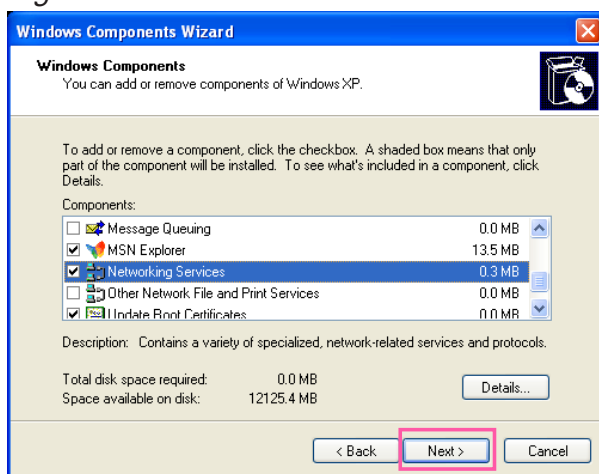 Windows Components Wizard
Windows Components
You can add or remove components of Windows XP.
To add or remove a component, click the checkbox. A shaded box means that only
part of the component will be installed. To see what's included in a component, click
Details.
Components:
Message Queuing 0.0 MB
MSN Explorer 13.5 MB
Networking Services 0.3 MB
Other Network File and Print Services 0.0 MB
Update Root Certificates 0.0 MB
Description: Contains a variety of specialized, network-related services and protocols.
Total disk space required: 0.0 MB
Space available on disk: 12125.4 MB
Details...
< Back Next > Cancel